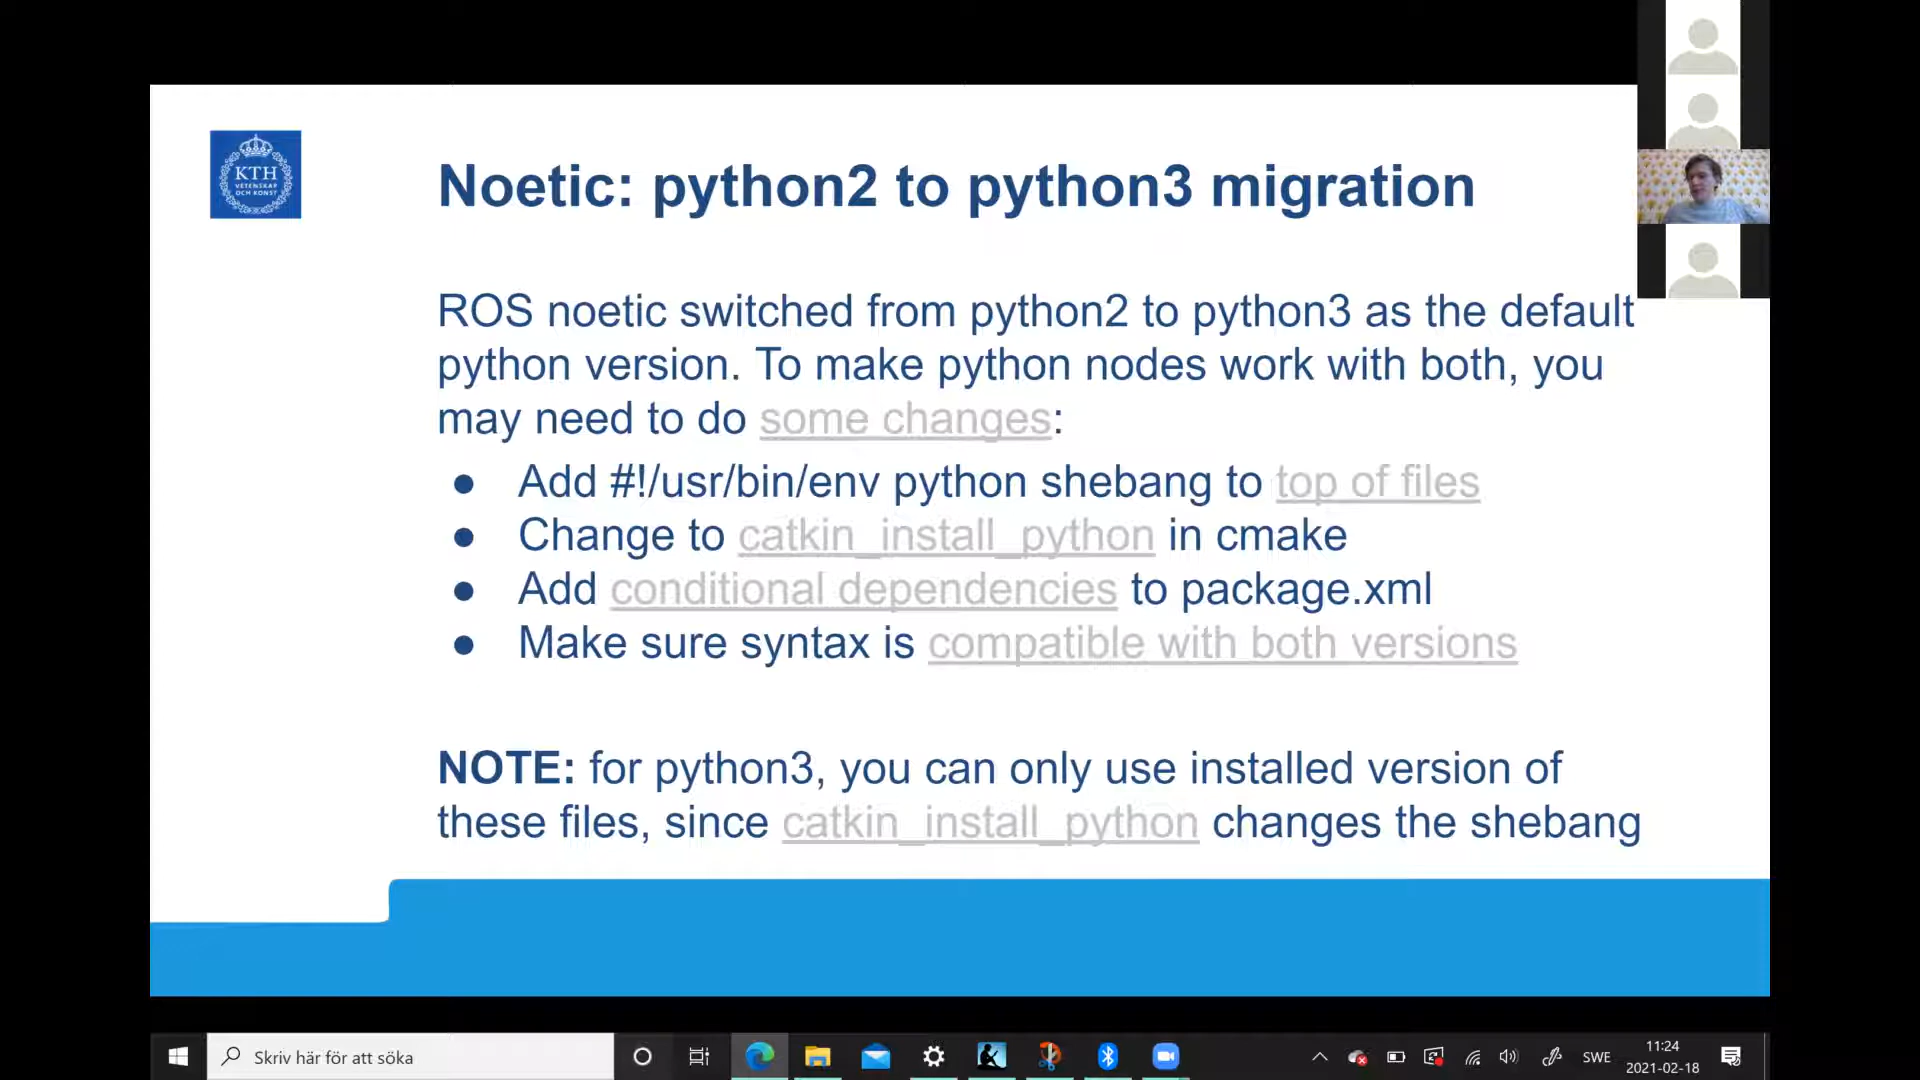 KTH
VETENSKAP
OCH KONST
Noetic: python2 to python3 migration
ROS noetic switched from python2 to python3 as the default
python version. To make python nodes work with both, you
may need to do some changes:
● Add #!/usr/bin/env python shebang to top of files
● Change to catkin_install_python in cmake
● Add conditional dependencies to package.xml
● Make sure syntax is compatible with both versions
NOTE: for python3, you can only use installed version of
these files, since catkin_install_python changes the shebang
Skriv här för att söka
SWE
11:24
2021-02-18